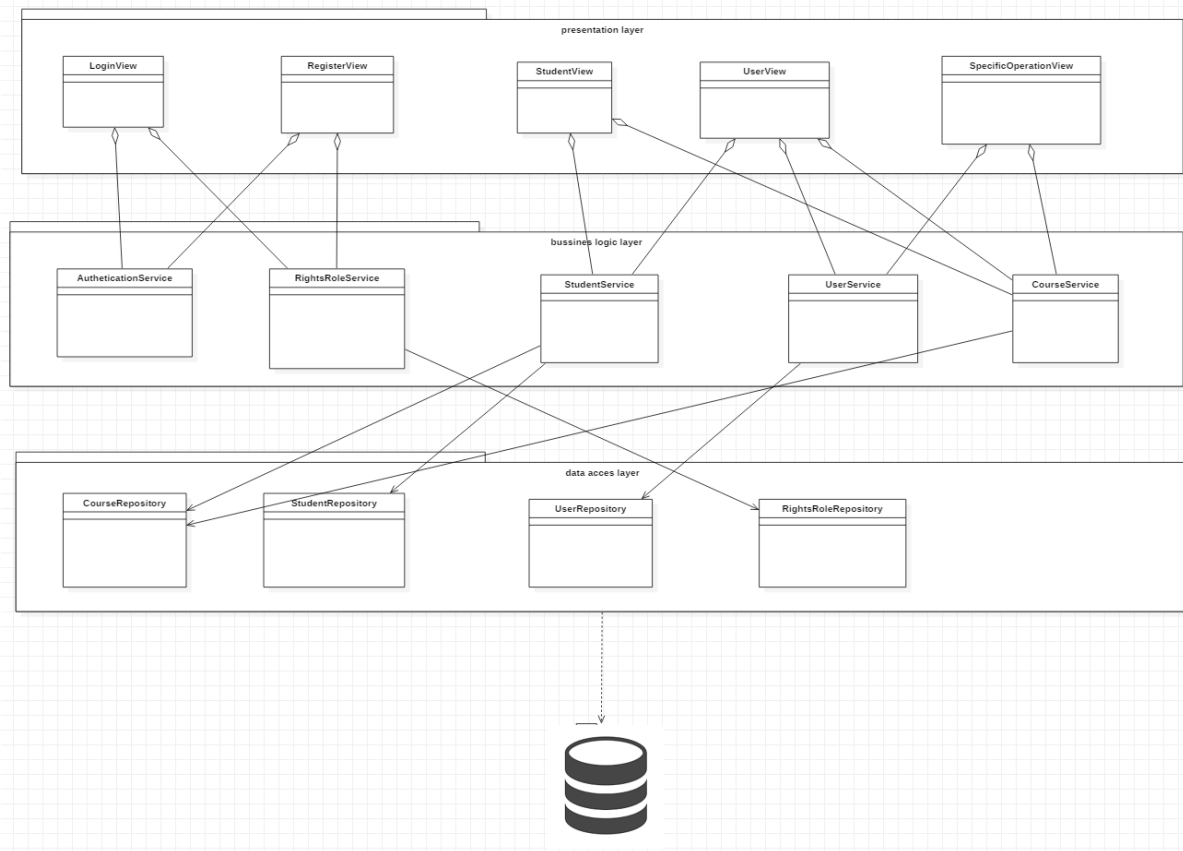 presentation layer
LoginView
RegisterView
StudentView
UserView
SpecificOperationView
bussines logic layer
AutheticationService
RightsRoleService
StudentService
UserService
CourseService
data acces layer
CourseRepository
StudentRepository
UserRepository
RightsRoleRepository